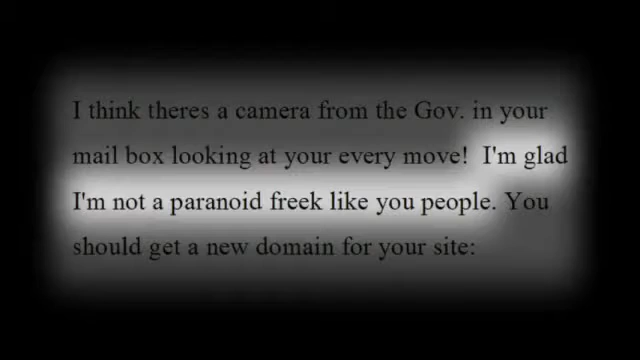 I think theres a camera from the Gov. in your
mail box looking at your every move!  I'm glad
I'm not a paranoid freek like you people. You
should get a new domain for your site: